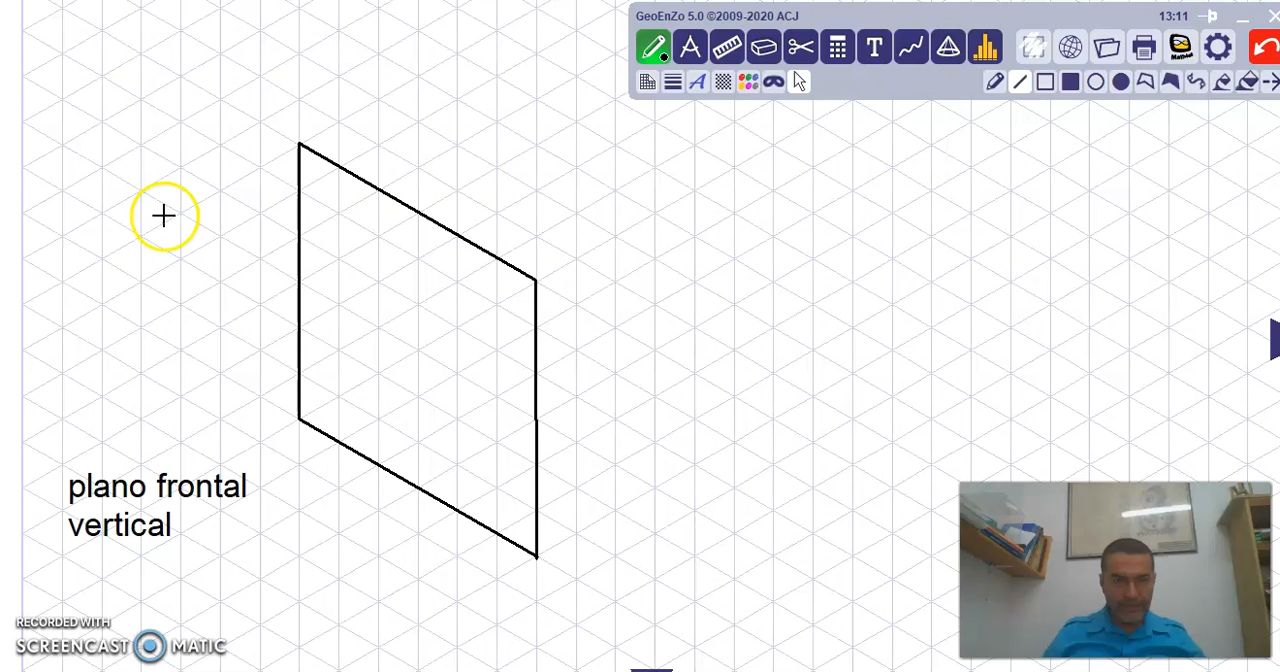 GeoEnZo 5.0 ©2009-2020 ACJ
13:11
plano frontal
vertical
RECORDED WITH
SCREENCAST MATIC